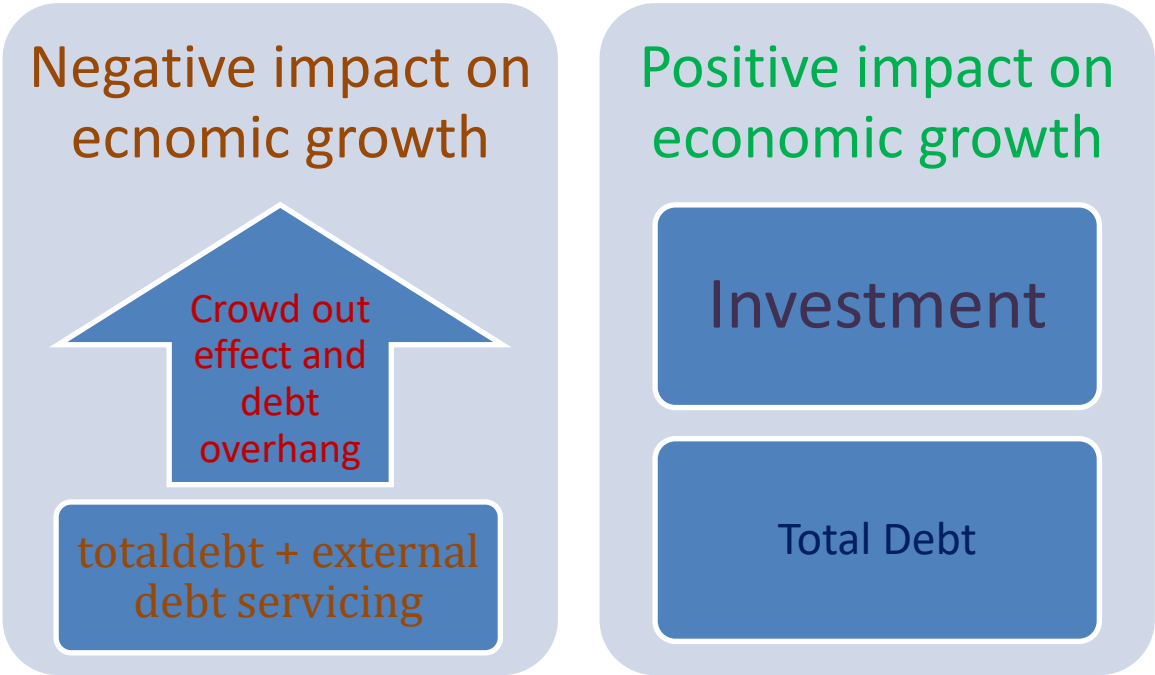 Negative impact on
ecnomic growth
Crowd out
effect and
debt
overhang
totaldebt + external
debt servicing
Positive impact on
economic growth
Investment
Total Debt